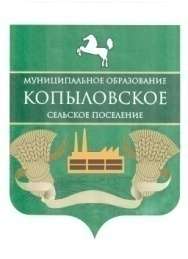 МУНИЦИПАЛЬНОЕ ОБРАЗОВАНИЕ
КОПЫЛОВСКОЕ
СЕЛЬСКОЕ ПОСЕЛЕНИЕ